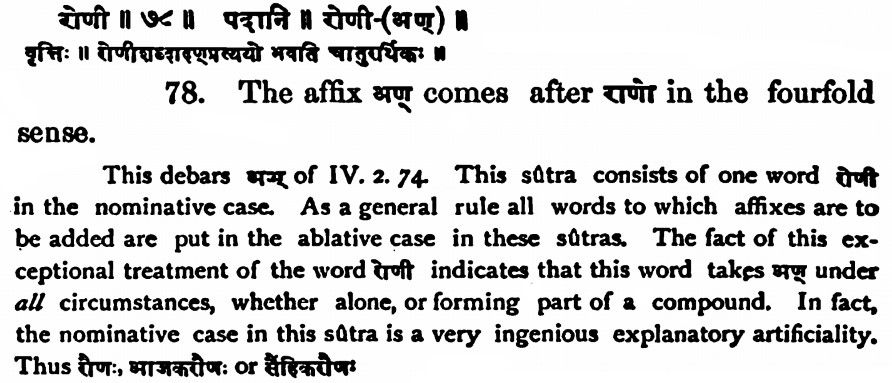 रोणी ॥ ७८ ॥ पदानि ॥ रोणी-(अण्) ॥
वृत्तिः ॥ रोणीशब्दादण्प्रत्ययो भवति चातुरर्थिकः ॥
78. The affix अण् comes after राणो in the fourfold
sense.
This debars अञ् of IV. 2. 74. This sûtra consists of one word रोणी
in the nominative case. As a general rule all words to which affixes are to
be added are put in the ablative case in these sûtras. The fact of this ex-
ceptional treatment of the word रोणी indicates that this word takes अण् under
all circumstances, whether alone, or forming part of a compound. In fact,
the nominative case in this sûtra is a very ingenious explanatory artificiality.
Thus रौणः, आजकरौणः or सैंहिकरौणः